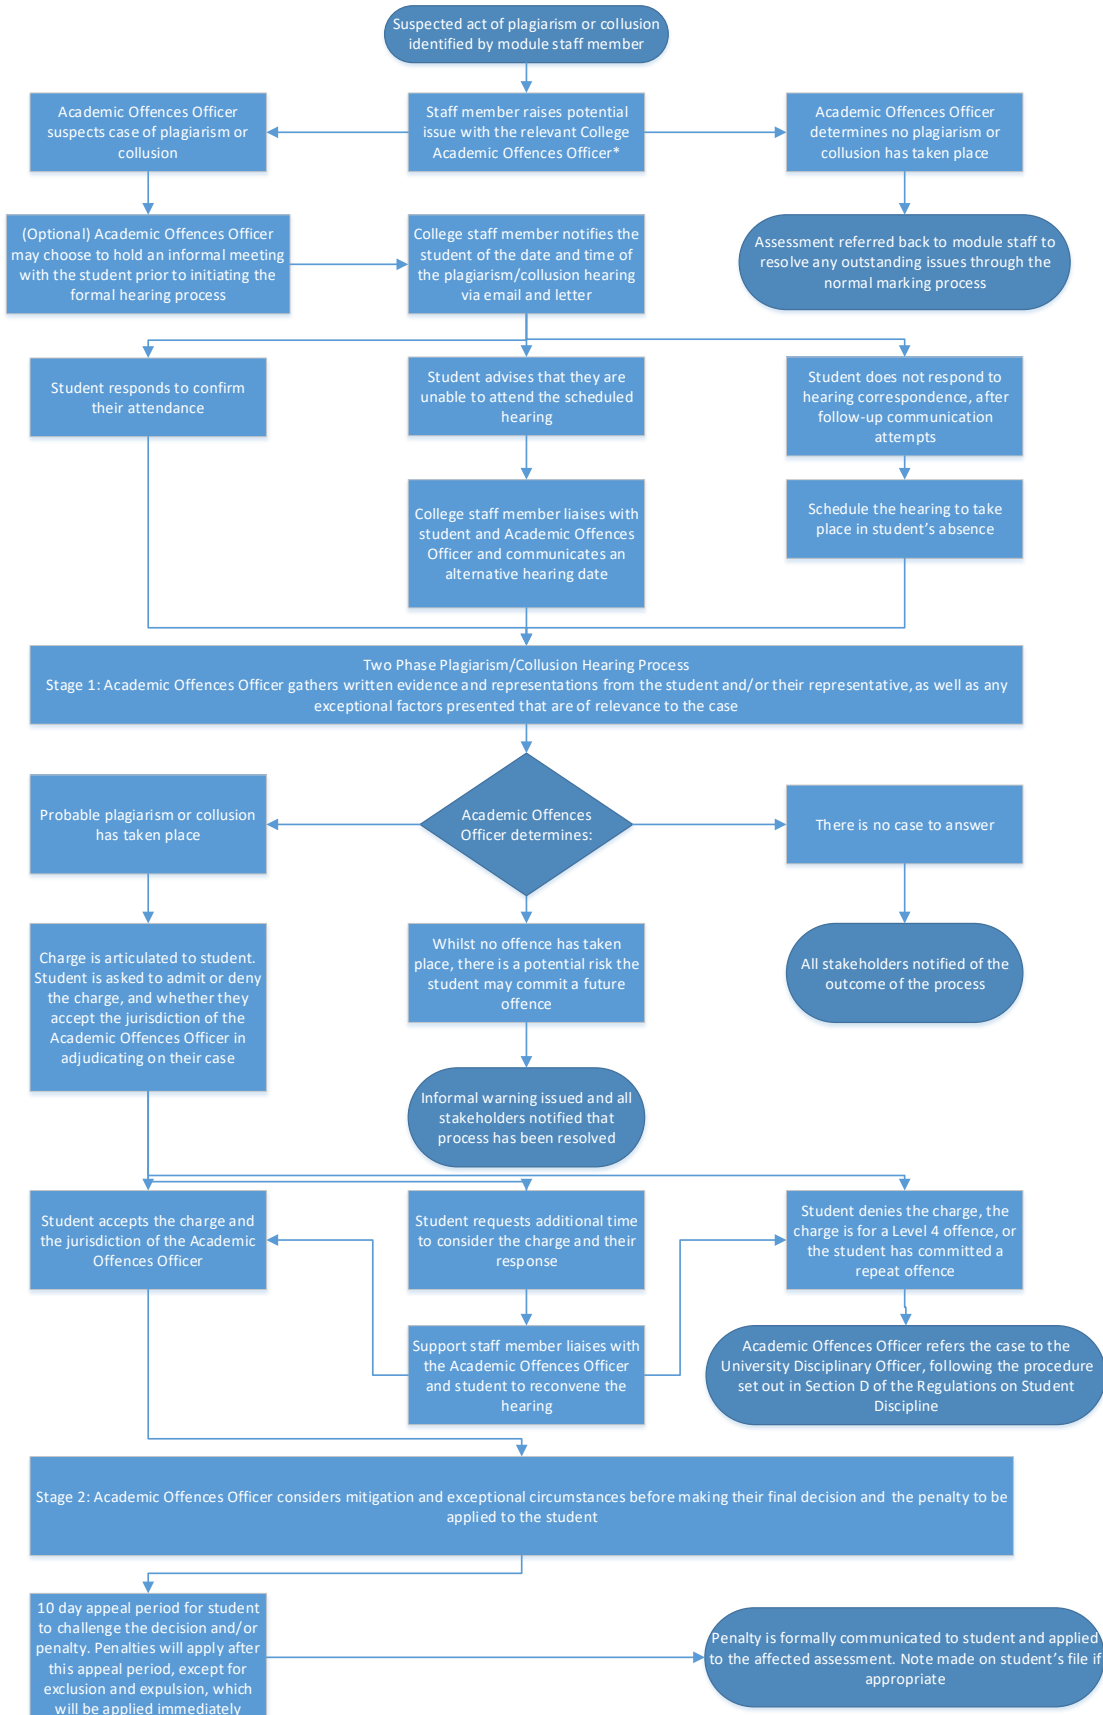 Suspected act of plagiarism or collusion
identified by module staff member
Academic Offences Officer
suspects case of plagiarism or
collusion
Staff member raises potential
issue with the relevant College
Academic Offences Officer*
Academic Offences Officer
determines no plagiarism or
collusion has taken place
(Optional) Academic Offences Officer
may choose to hold an informal meeting
with the student prior to initiating the
formal hearing process
College staff member notifies the
student of the date and time of
the plagiarism/collusion hearing
via email and letter
Assessment referred back to module staff to
resolve any outstanding issues through the
normal marking process
Student responds to confirm
their attendance
Student advises that they are
unable to attend the scheduled
hearing
Student does not respond to
hearing correspondence, after
follow-up communication
attempts
College staff member liaises with
student and Academic Offences
Officer and communicates an
alternative hearing date
Schedule the hearing to take
place in student's absence
Two Phase Plagiarism/Collusion Hearing Process
Stage 1: Academic Offences Officer gathers written evidence and representations from the student and/or their representative, as well as any
exceptional factors presented that are of relevance to the case
Probable plagiarism or collusion
has taken place
Academic Offences
Officer determines:
There is no case to answer
Charge is articulated to student.
Student is asked to admit or deny
the charge, and whether they
accept the jurisdiction of the
Academic Offences Officer in
adjudicating on their case
Whilst no offence has taken
place, there is a potential risk the
student may commit a future
offence
All stakeholders notified of the
outcome of the process
Informal warning issued and all
stakeholders notified that
process has been resolved
Student accepts the charge and
the jurisdiction of the Academic
Offences Officer
Student requests additional time
to consider the charge and their
response
Student denies the charge, the
charge is for a Level 4 offence, or
the student has committed a
repeat offence
Support staff member liaises with
the Academic Offences Officer
and student to reconvene the
hearing
Academic Offences Officer refers the case to the
University Disciplinary Officer, following the procedure
set out in Section D of the Regulations on Student
Discipline
Stage 2: Academic Offences Officer considers mitigation and exceptional circumstances before making their final decision and the penalty to be
applied to the student
10 day appeal period for student
to challenge the decision and/or
penalty. Penalties will apply after
this appeal period, except for
exclusion and expulsion, which
will be applied immediately
Penalty is formally communicated to student and applied
to the affected assessment. Note made on student's file if
appropriate